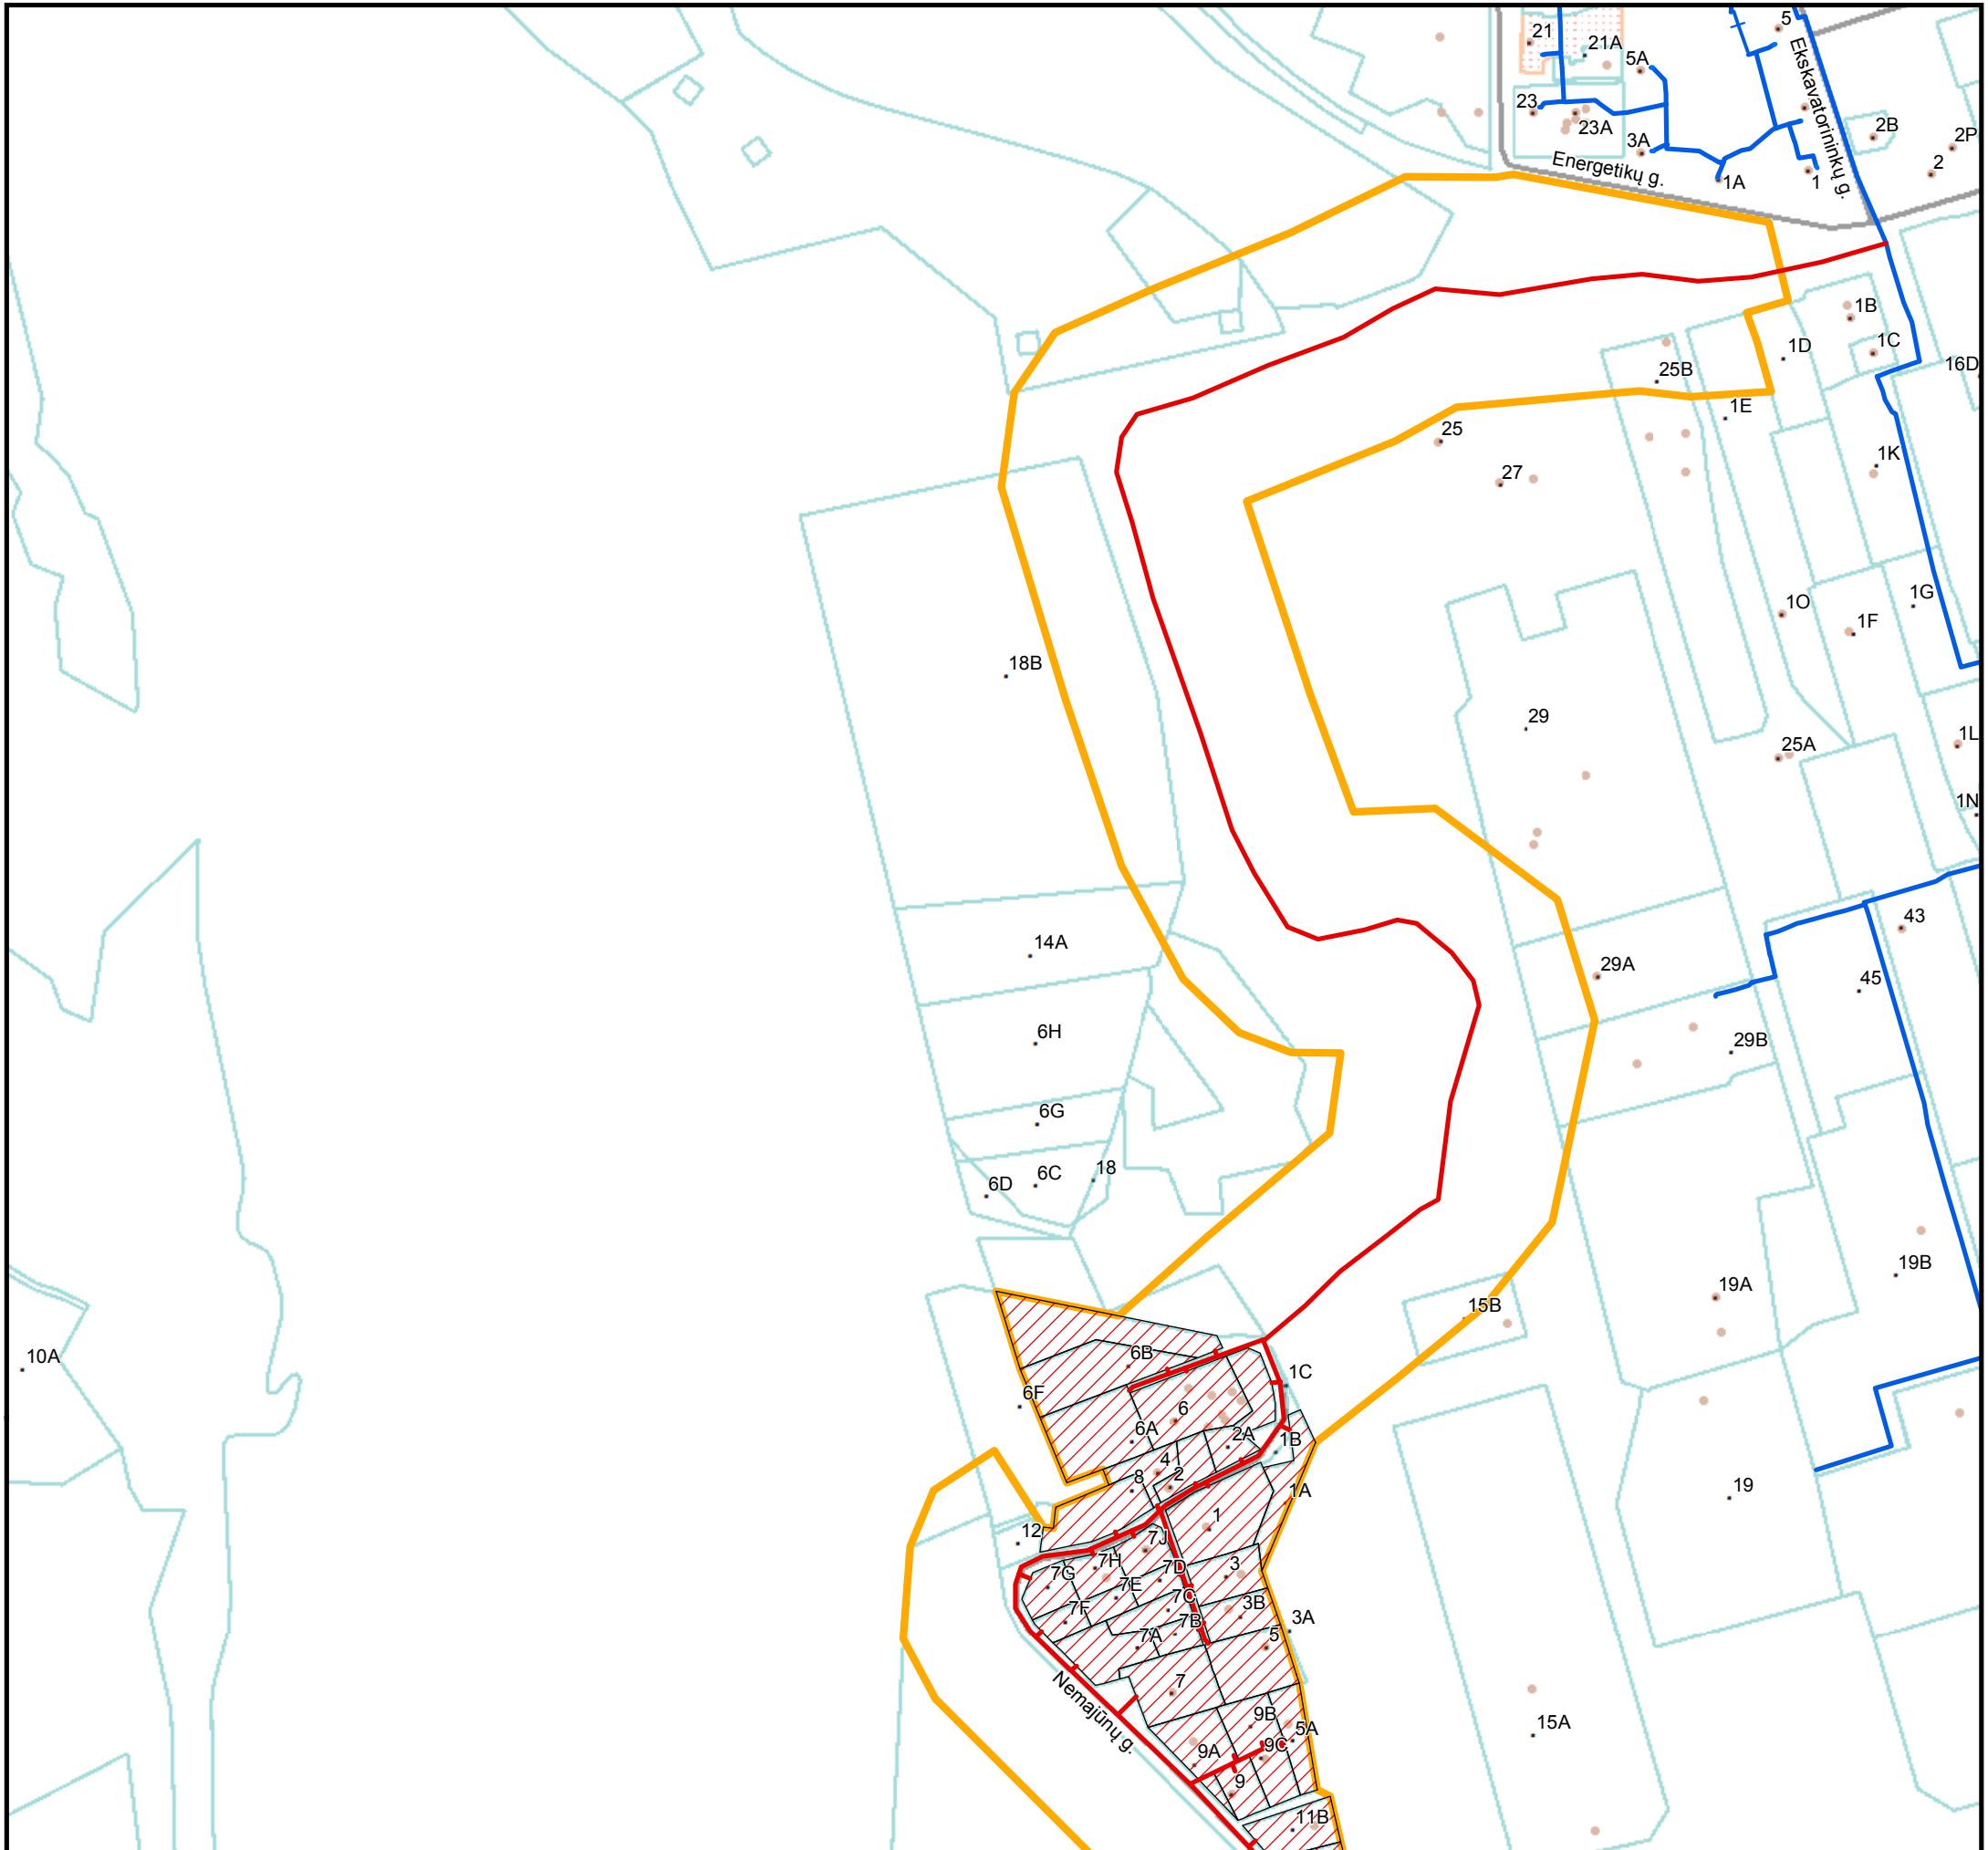 21
21A
5
5A
23
23A
3A
Energetikų g.
1A
1
Ekskavatorininkų g.
2B
2P
2
1B
1C
1D
16D
25B
1E
25
27
1K
1O
1F
1G
18B
29
25A
1L
1N
14A
29A
43
45
6H
29B
6G
18
6C
6D
19B
19A
15B
10A
6B
1C
6F
6
6A
2A
1B
4
2
8
1A
19
1
12
7J
7H
7D
3
7G
7E
7C
3B
7F
7B
3A
7A
5
7
Nemajūnų g.
9B
5A
15A
9A
9C
9
11B